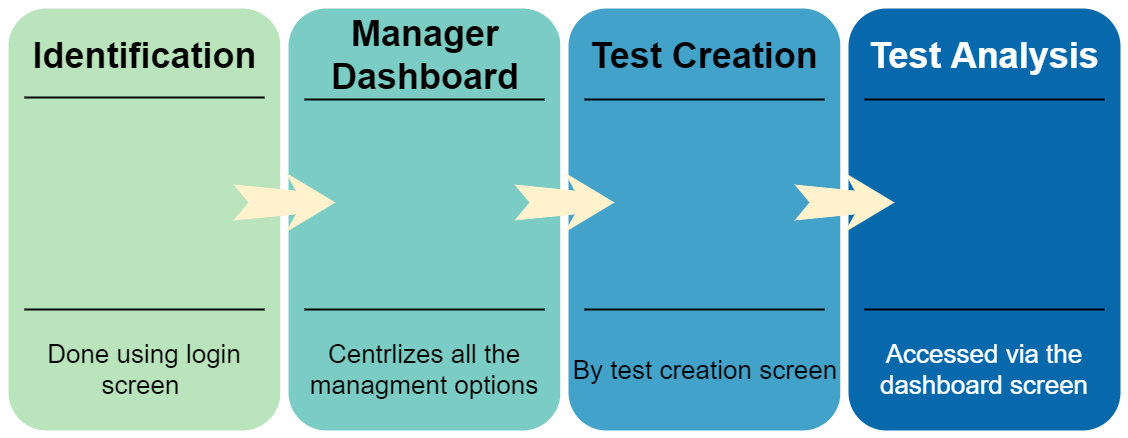 Identification
Manager
Dashboard
Test Creation
Test Analysis
Done using login
screen
Centrlizes all the
managment options
By test creation screen
Accessed via the
dashboard screen